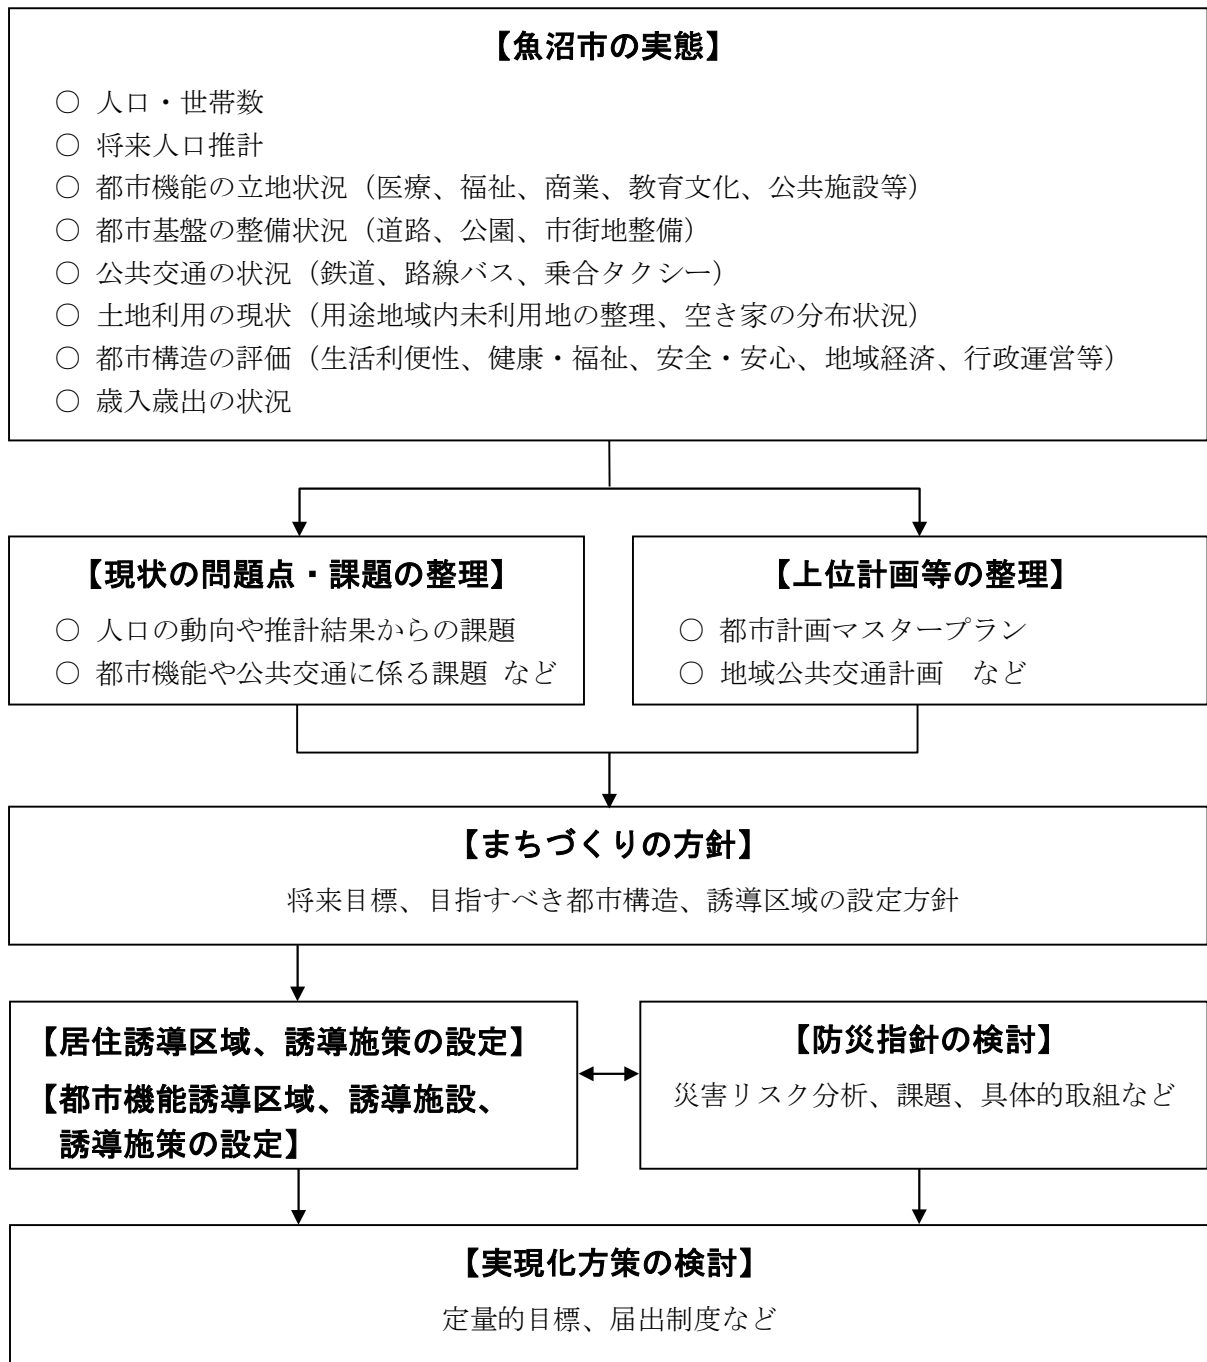 【魚沼市の実態】
○ 人口・世帯数
○ 将来人口推計
○ 都市機能の立地状況（医療、福祉、商業、教育文化、公共施設等）
○ 都市基盤の整備状況（道路、公園、市街地整備）
○ 公共交通の状況（鉄道、路線バス、乗合タクシー）
○ 土地利用の現状（用途地域内未利用地の整理、空き家の分布状況）
○ 都市構造の評価（生活利便性、健康・福祉、安全・安心、地域経済、行政運営等）
○ 歳入歳出の状況
【現状の問題点・課題の整理】
○ 人口の動向や推計結果からの課題
○ 都市機能や公共交通に係る課題 など
【上位計画等の整理】
○ 都市計画マスタープラン
○ 地域公共交通計画　など
【まちづくりの方針】
将来目標、目指すべき都市構造、誘導区域の設定方針
【居住誘導区域、誘導施策の設定】
【都市機能誘導区域、誘導施設、
誘導施策の設定】
【防災指針の検討】
災害リスク分析、課題、具体的取組など
【実現化方策の検討】
定量的目標、届出制度など